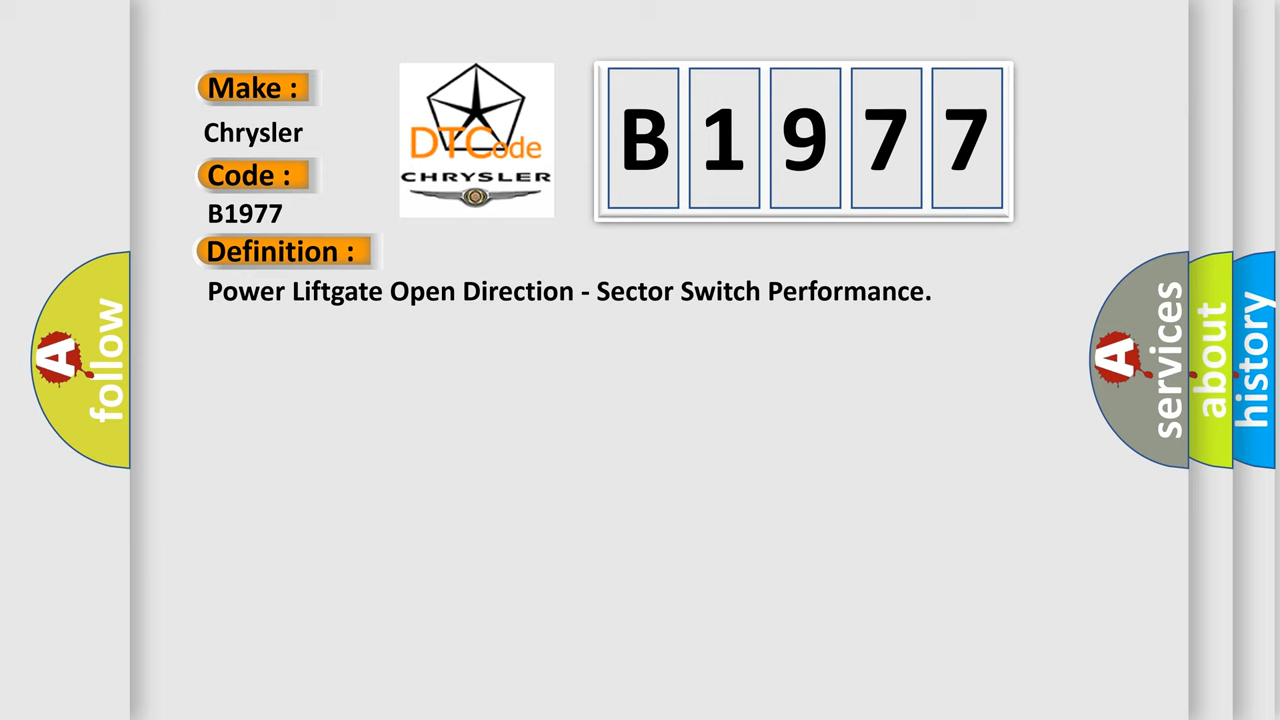 Make :
Chrysler
Code :
B1977
Definition :
Power Liftgate Open Direction - Sector Switch Performance.
DTCode
CHRYSLER
B 1 9 7 7
A
follow
A
services
about
history